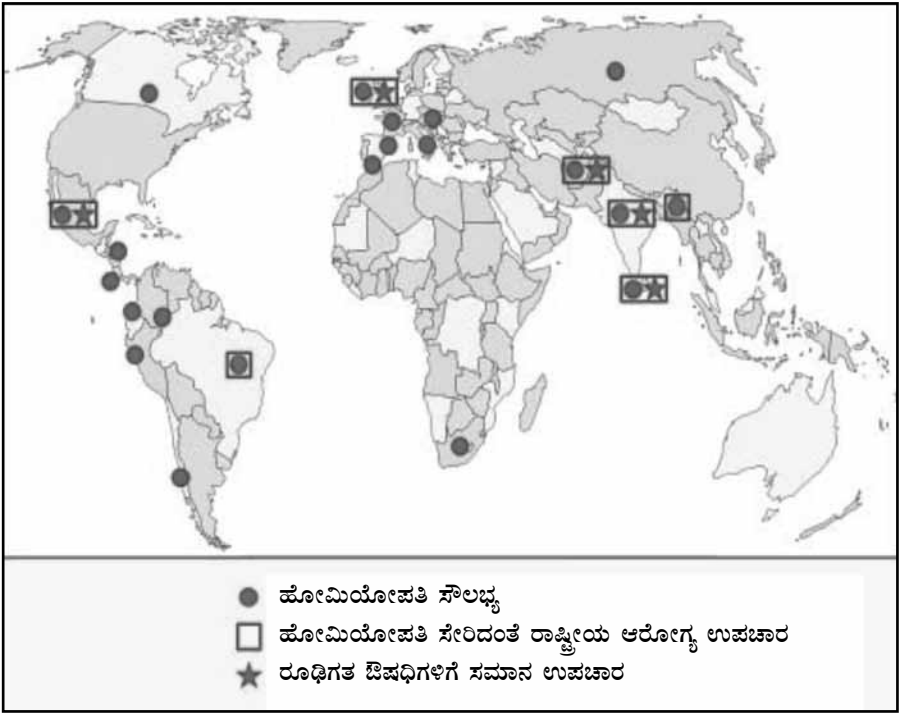 ಹೋಮಿಯೋಪತಿ ಸೌಲಭ್ಯ
ಹೋಮಿಯೋಪತಿ ಸೇರಿದಂತೆ ರಾಷ್ಟ್ರೀಯ ಆರೋಗ್ಯ ಉಪಚಾರ
ರೂಢಿಗತ ಔಷಧಿಗಳಿಗೆ ಸಮಾನ ಉಪಚಾರ